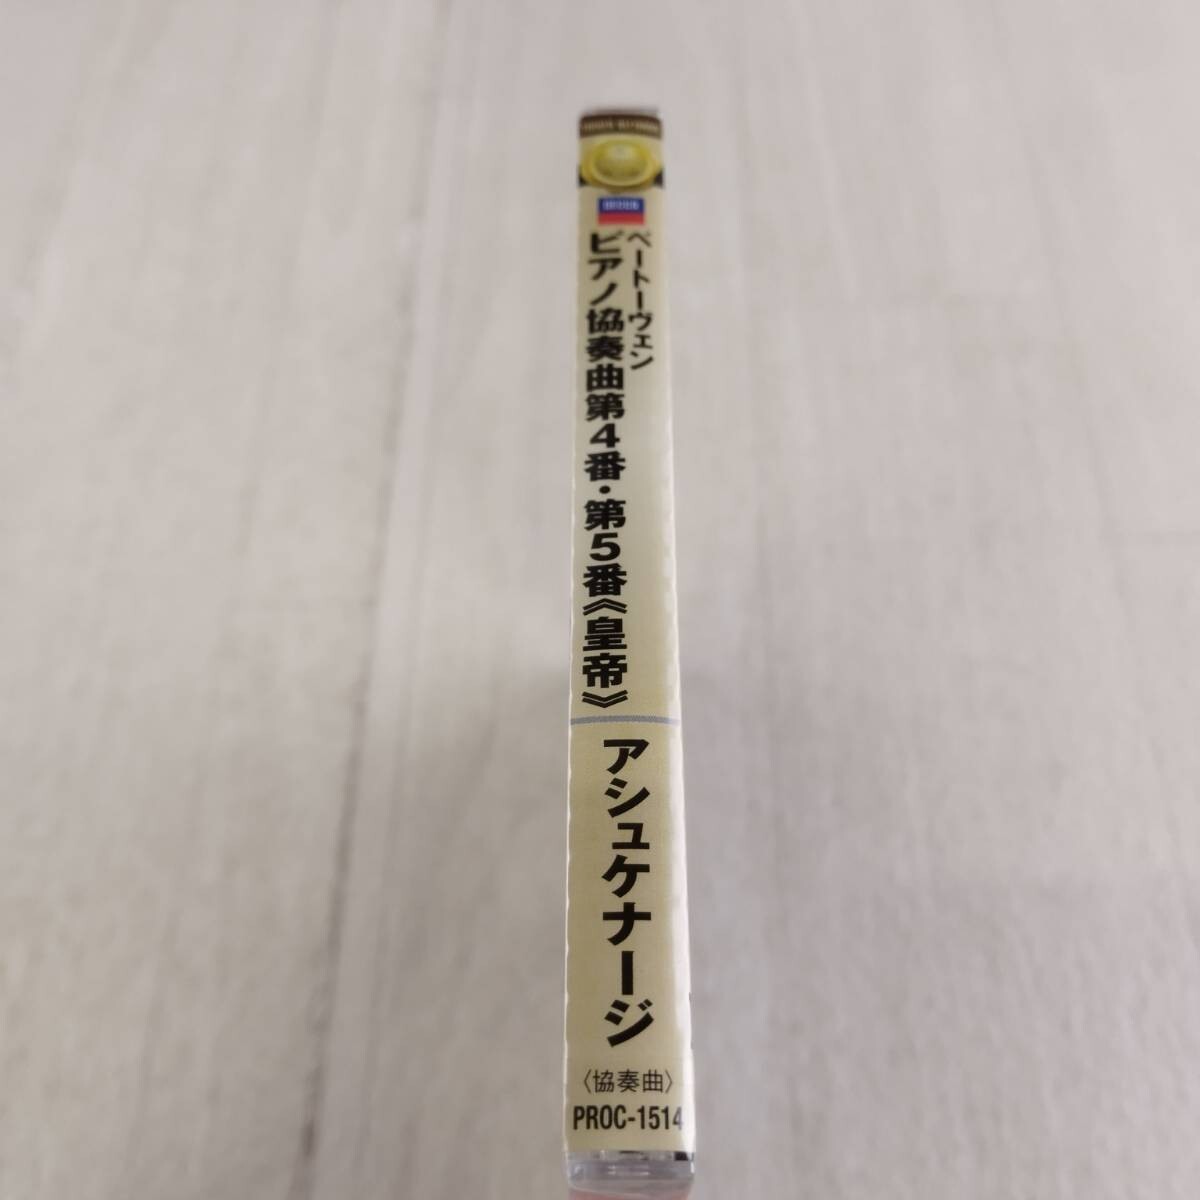 DECCA
ベートーヴェン
ピアノ協奏曲第4番・第5番《皇帝》
アシュケナージ
〈協奏曲〉
PROC-1514